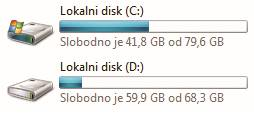 Lokalni disk (C:)
Slobodno je 41,8 GB od 79,6 GB
Lokalni disk (D:)
Slobodno je 59,9 GB od 68,3 GB